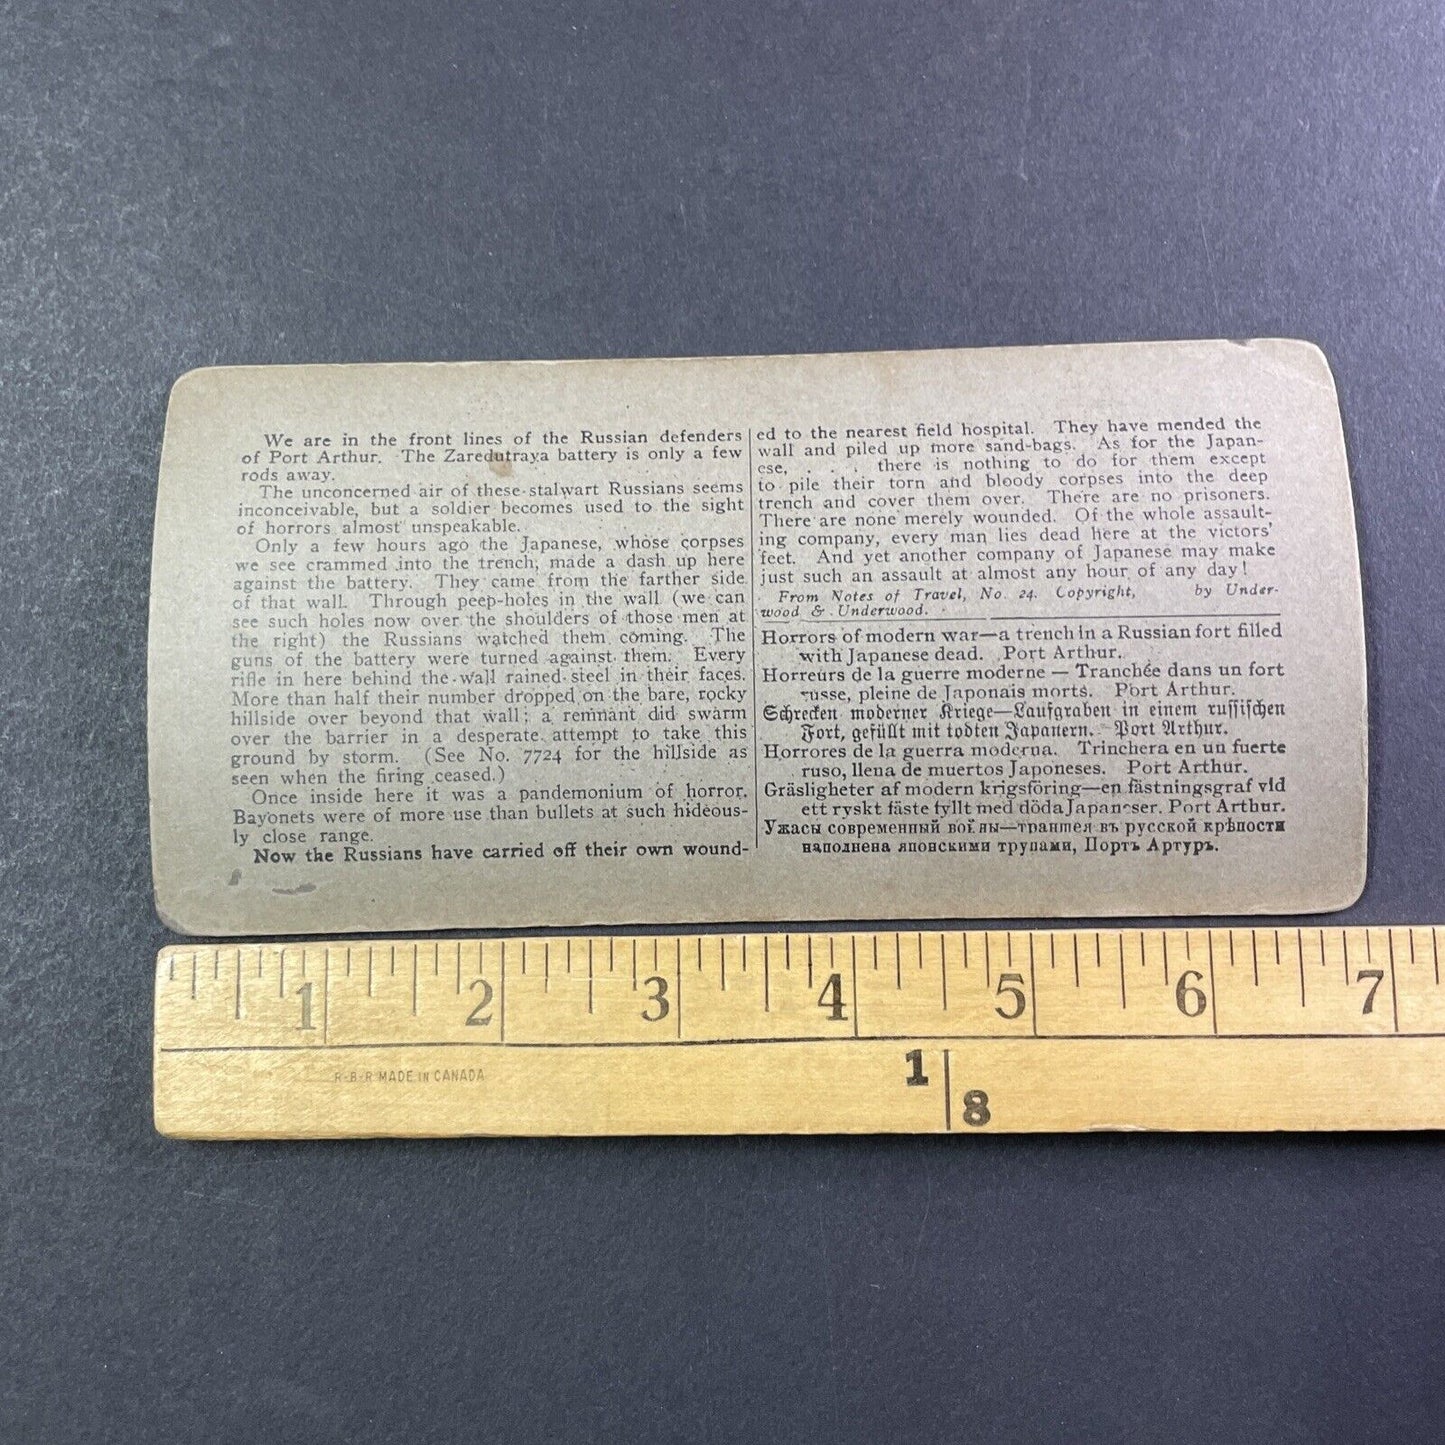 We are in the front lines of the Russian defenders
of Port Arthur. The Zaredutraya battery is only a few
rods away.
The unconcerned air of these stalwart Russians seems
inconceivable, but a soldier becomes used to the sight
of horrors almost unspeakable.
Only a few hours ago the Japanese, whose corpses
we see crammed into the trench, made a dash up here
against the battery. They came from the farther side
of that wall. Through peep-holes in the wall (we can
see such holes now over the shoulders of those men at
the right) the Russians watched them coming. The
guns of the battery were turned against them. Every
rifle in here behind the wall rained steel in their faces.
More than half their number dropped on the bare, rocky
hillside over beyond that wall; a remnant did swarm
over the barrier in a desperate attempt to take this
ground by storm. (See No. 7724 for the hillside as
seen when the firing ceased.)
Once inside here it was a pandemonium of horror.
Bayonets were of more use than bullets at such hideous-
ly close range.
Now the Russians have carried off their own wound-
ed to the nearest field hospital. They have mended the
wall and piled up more sand-bags. As for the Japan-
ese, . . . there is nothing to do for them except
to pile their torn and bloody corpses into the deep
trench and cover them over. There are no prisoners.
There are none merely wounded. Of the whole assault-
ing company, every man lies dead here at the victors'
feet. And yet another company of Japanese may make
just such an assault at almost any hour of any day!
From Notes of Travel, No. 24. Copyright, by Under-
wood & Underwood.
Horrors of modern war—a trench in a Russian fort filled
with Japanese dead. Port Arthur.
Horreurs de la guerre moderne — Tranchée dans un fort
russe, pleine de Japonais morts. Port Arthur.
Schrecken moderner Kriege—Laufgraben in einem russischen
Fort, gefüllt mit todten Japanern. Port Arthur.
Horrores de la guerra moderna. Trinchera en un fuerte
ruso, llena de muertos Japoneses. Port Arthur.
Gräsligheter af modern krigsföring—en fästningsgraf vid
ett ryskt fäste fyllt med döda Japaneser. Port Arthur.
Ужасы современный войны—траншея въ русской крѣпости
наполнена японскими трупами, Портъ Артуръ.
1 2 3 4 5 6 7
R-B-R MADE IN CANADA
1
8